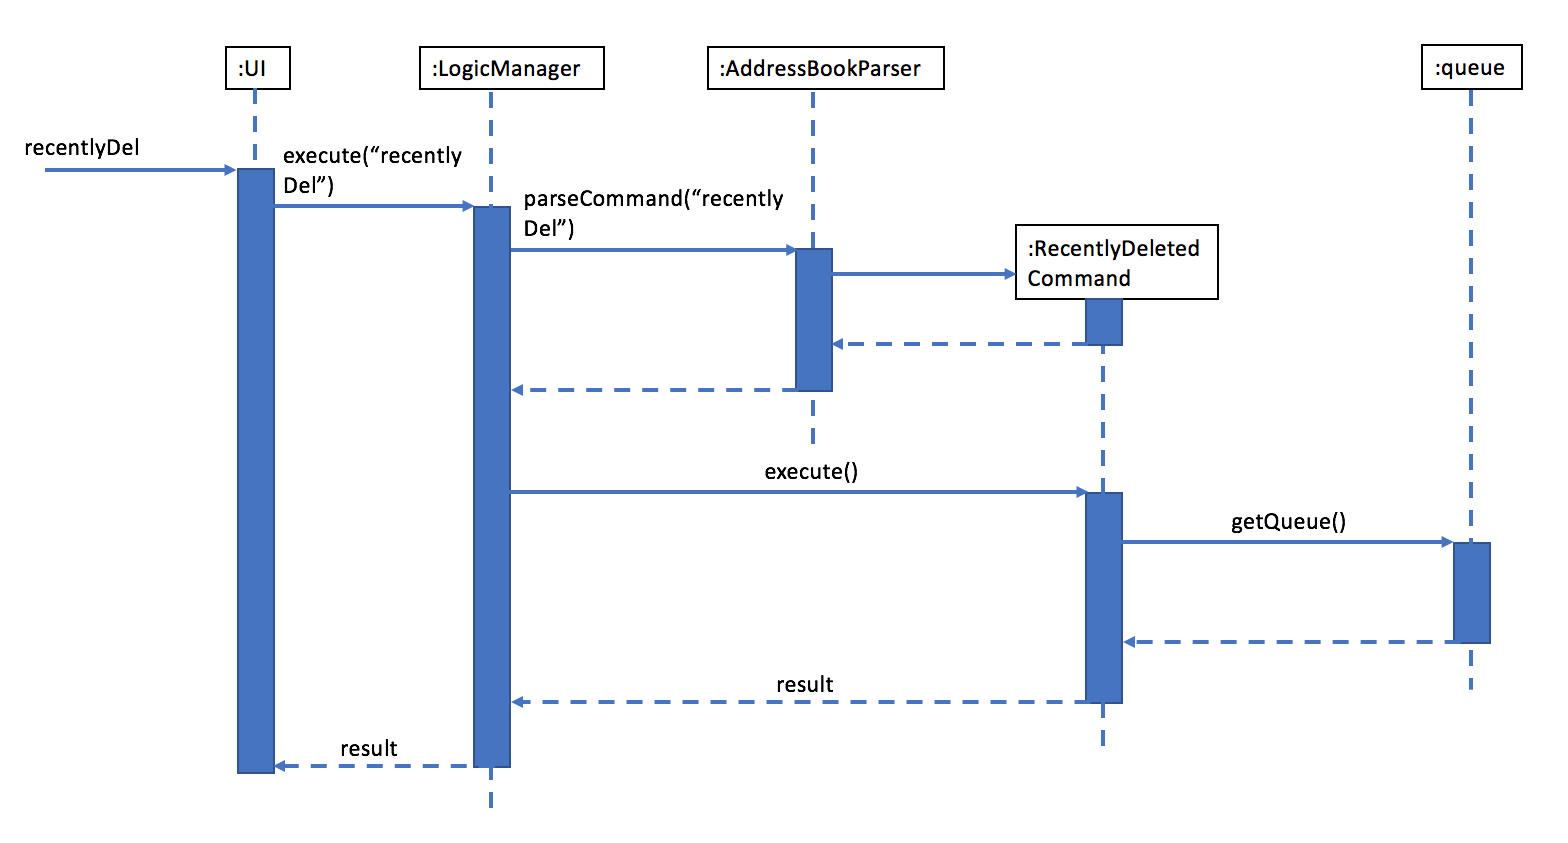 :UI
:LogicManager
:AddressBookParser
:queue
recentlyDel
execute(“recently
Del”)
parseCommand(“recently
Del”)
:RecentlyDeleted
Command
execute()
getQueue()
result
result